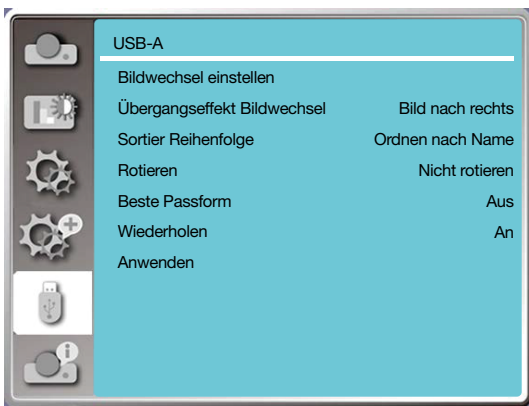 USB-A
Bildwechsel einstellen
Übergangseffekt Bildwechsel Bild nach rechts
Sortier Reihenfolge Ordnen nach Name
Rotieren Nicht rotieren
Beste Passform Aus
Wiederholen An
Anwenden